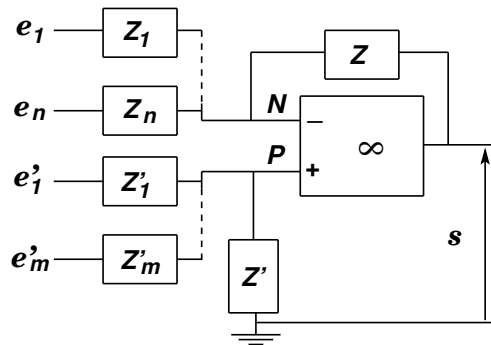 e₁ Z₁ Z
eₙ Zₙ N − ∞
e'₁ Z'₁ P +
s
e'ₘ Z'ₘ Z'